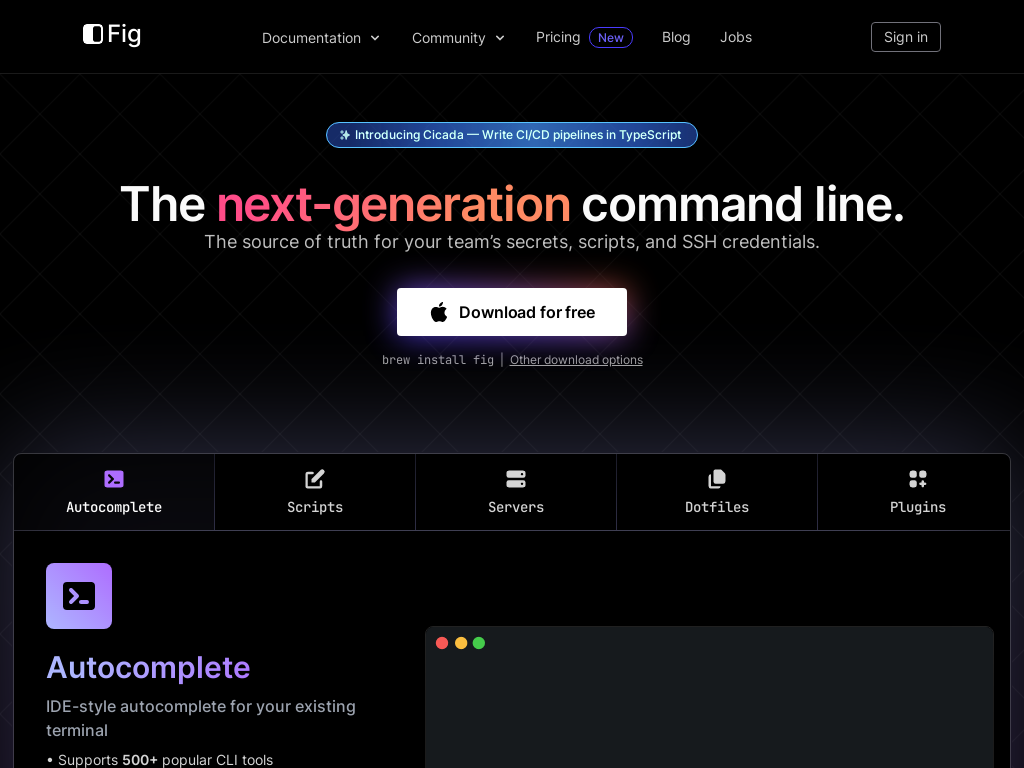 Fig
Documentation
Community
Pricing New
Blog
Jobs
Sign in
Introducing Cicada — Write CI/CD pipelines in TypeScript
The next-generation command line.
The source of truth for your team’s secrets, scripts, and SSH credentials.
Download for free
brew install fig | Other download options
Autocomplete
Scripts
Servers
Dotfiles
Plugins
Autocomplete
IDE-style autocomplete for your existing
terminal
• Supports 500+ popular CLI tools